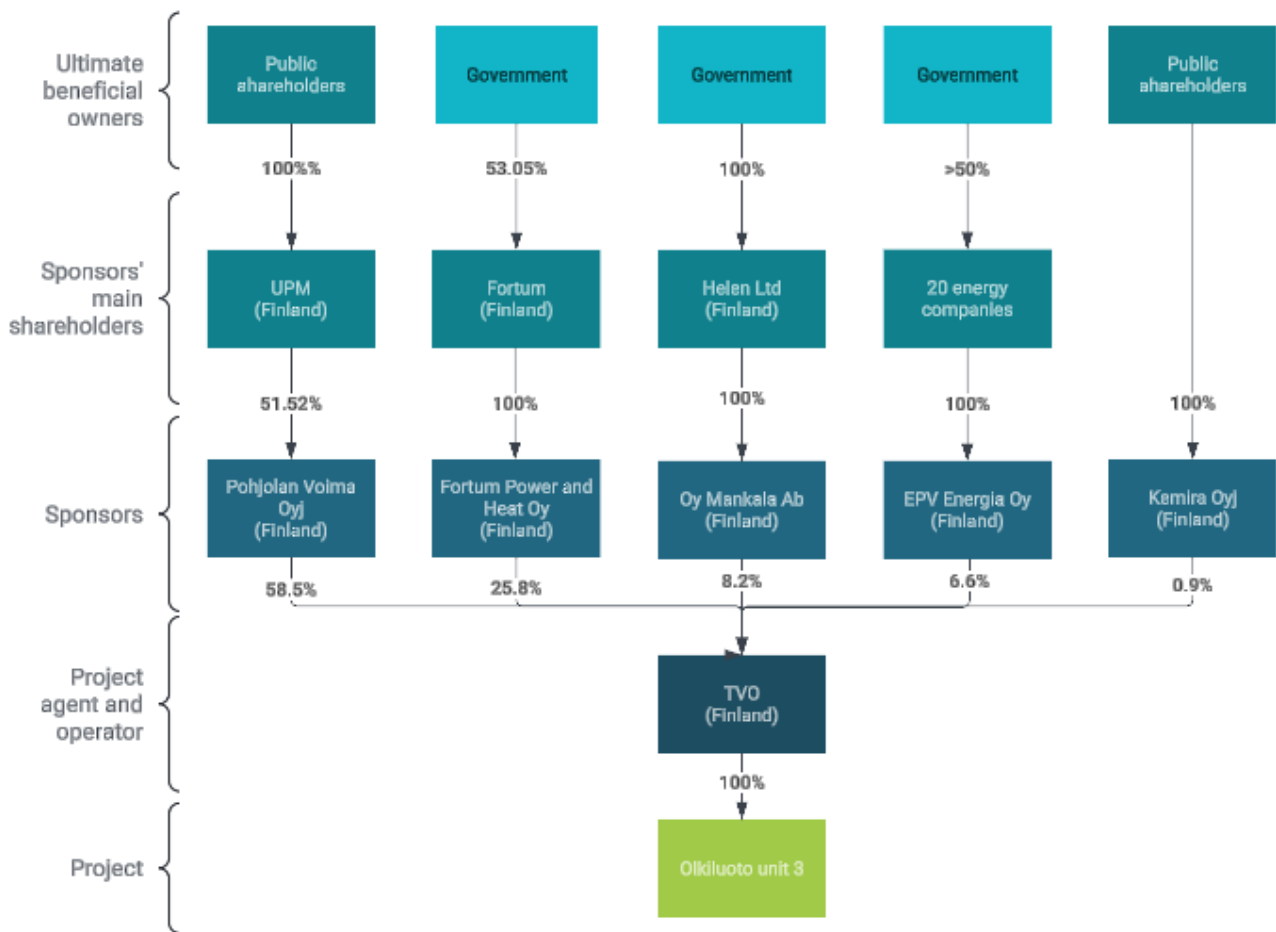 Ultimate
beneficial
owners
Public
ahareholders
Government
Government
Government
Public
ahareholders
100%%
53.05%
100%
>50%
Sponsors'
main
shareholders
UPM
(Finland)
Fortum
(Finland)
Helen Ltd
(Finland)
20 energy
companies
51.52%
100%
100%
100%
100%
Sponsors
Pohjolan Voima
Oyj
(Finland)
Fortum Power and
Heat Oy
(Finland)
Oy Mankala Ab
(Finland)
EPV Energia Oy
(Finland)
Kemira Oyj
(Finland)
58.5%
25.8%
8.2%
6.6%
0.9%
Project
agent and
operator
TVO
(Finland)
100%
Project
Olkiluoto unit 3